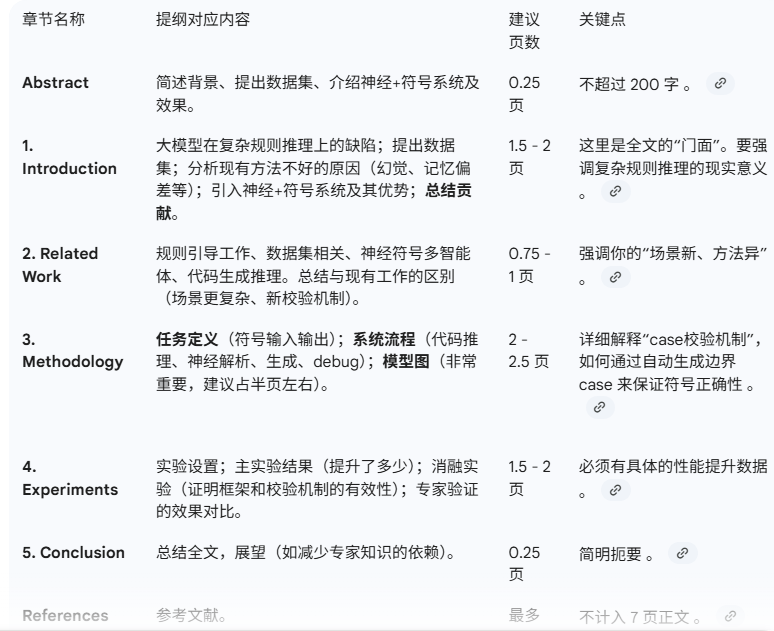 章节名称 提纲对应内容 建议 关键点
页数
Abstract 简述背景、提出数据集、介绍神经+符号系统及 0.25 不超过 200 字 。
效果。 页
1. 大模型在复杂规则推理上的缺陷；提出数据 1.5 - 2 这里是全文的“门面”。要强
Introduction 集；分析现有方法不好的原因（幻觉、记忆偏 页 调复杂规则推理的现实意义
差等）；引入神经+符号系统及其优势；总结贡 。
献。
2. Related 规则引导工作、数据集相关、神经符号多智能 0.75 - 强调你的“场景新、方法异”
Work 体、代码生成推理。总结与现有工作的区别 1 页 。
（场景更复杂、新校验机制）。
3. 任务定义（符号输入输出）；系统流程（代码推 2 - 详细解释“case校验机制”，
Methodology 理、神经解析、生成、debug）；模型图（非常 2.5 页 如何通过自动生成边界
重要，建议占半页左右）。 case 来保证符号正确性 。
4. 实验设置；主实验结果（提升了多少）；消融实 1.5 - 2 必须有具体的性能提升数据
Experiments 验（证明框架和校验机制的有效性）；专家验证 页 。
的效果对比。
5. Conclusion 总结全文，展望（如减少专家知识的依赖）。 0.25 简明扼要 。
页
References 参考文献。 最多 不计入 7 页正文 。